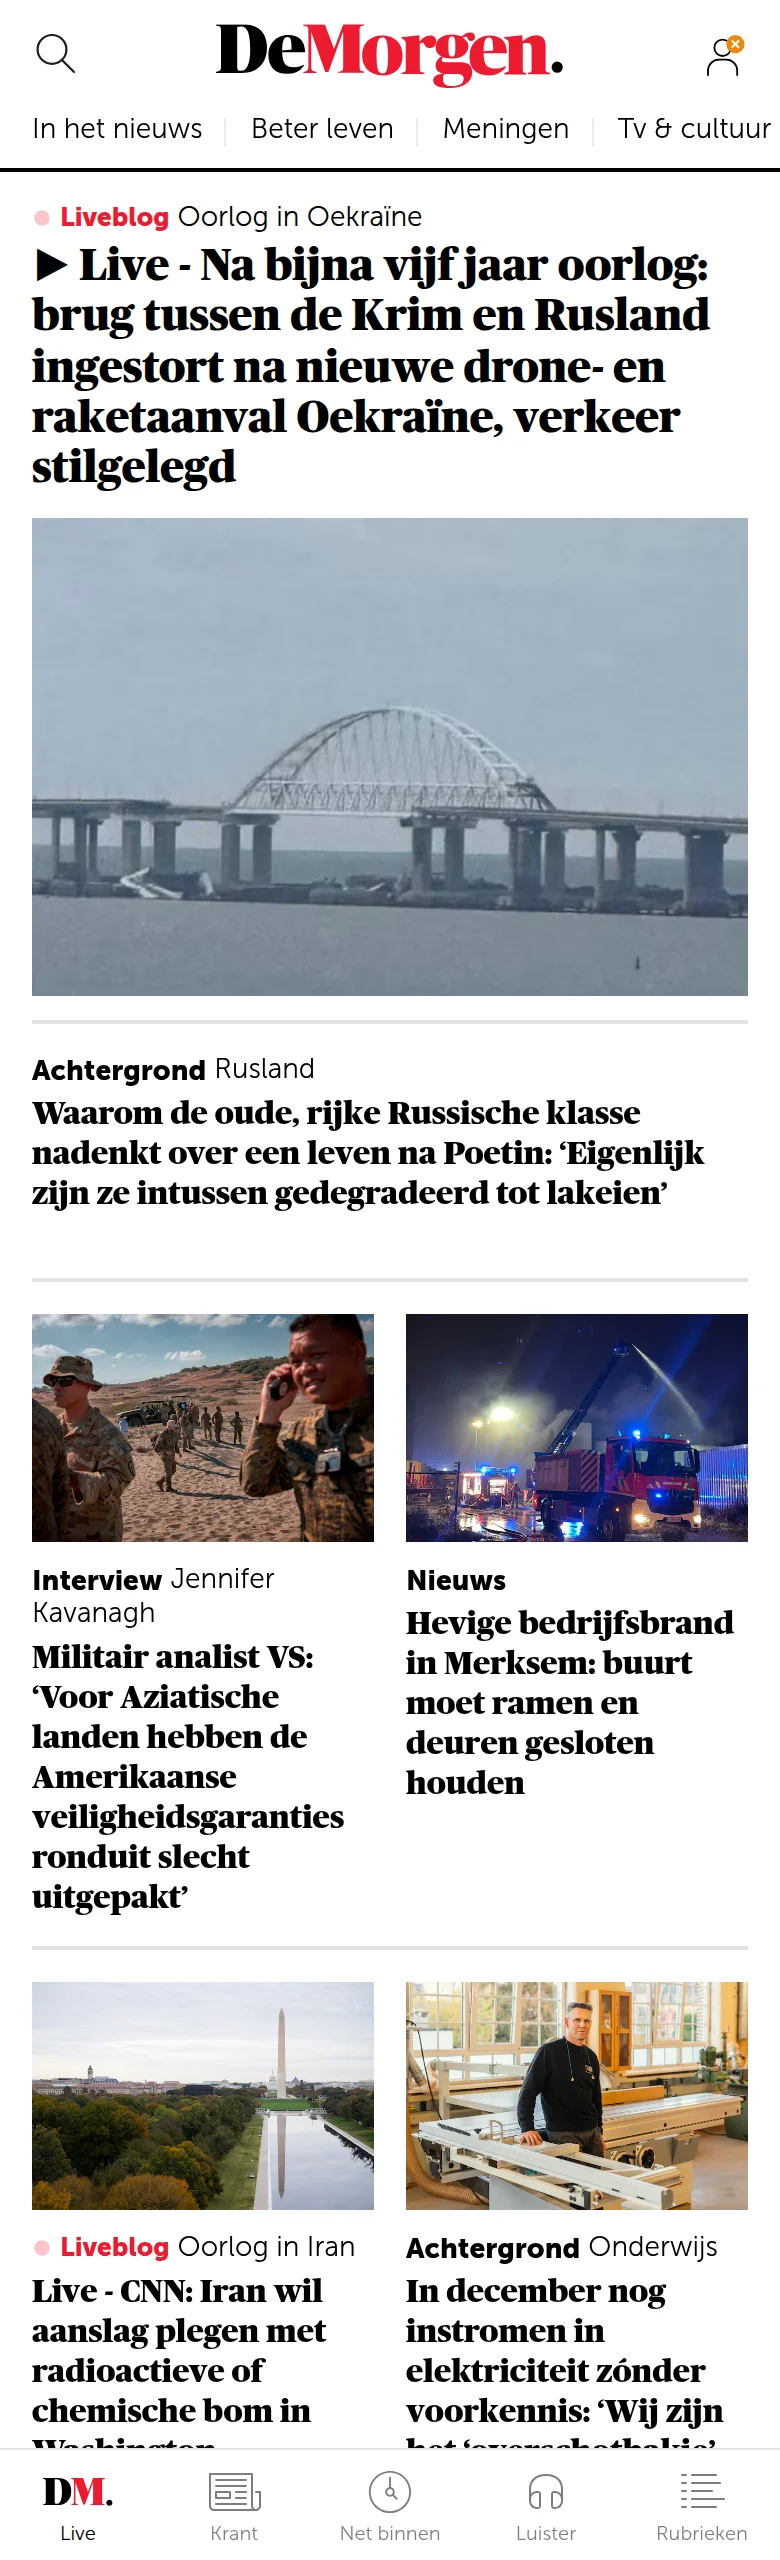 DeMorgen.
In het nieuws
Beter leven
Meningen
Tv & cultuur
Liveblog Oorlog in Oekraïne
► Live - Na bijna vijf jaar oorlog:
brug tussen de Krim en Rusland
ingestort na nieuwe drone- en
raketaanval Oekraïne, verkeer
stilgelegd
Achtergrond Rusland
Waarom de oude, rijke Russische klasse
nadenkt over een leven na Poetin: ‘Eigenlijk
zijn ze intussen gedegradeerd tot lakeien’
Interview Jennifer
Kavanagh
Militair analist VS:
‘Voor Aziatische
landen hebben de
Amerikaanse
veiligheidsgaranties
ronduit slecht
uitgepakt’
Nieuws
Hevige bedrijfsbrand
in Merksem: buurt
moet ramen en
deuren gesloten
houden
Liveblog Oorlog in Iran
Live - CNN: Iran wil
aanslag plegen met
radioactieve of
chemische bom in
Washington
Achtergrond Onderwijs
In december nog
instromen in
elektriciteit zónder
voorkennis: ‘Wij zijn
het ‘overschotbakje’
DM.
Live
Krant
Net binnen
Luister
Rubrieken